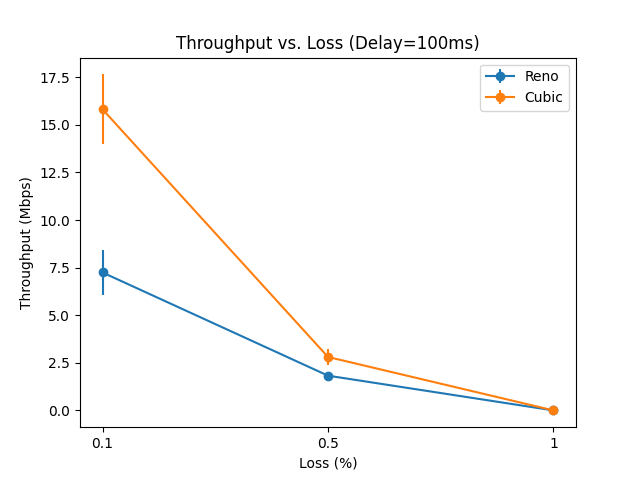 Throughput vs. Loss (Delay=100ms)
Reno
Cubic
Throughput (Mbps)
17.5
15.0
12.5
10.0
7.5
5.0
2.5
0.0
0.1
0.5
1
Loss (%)